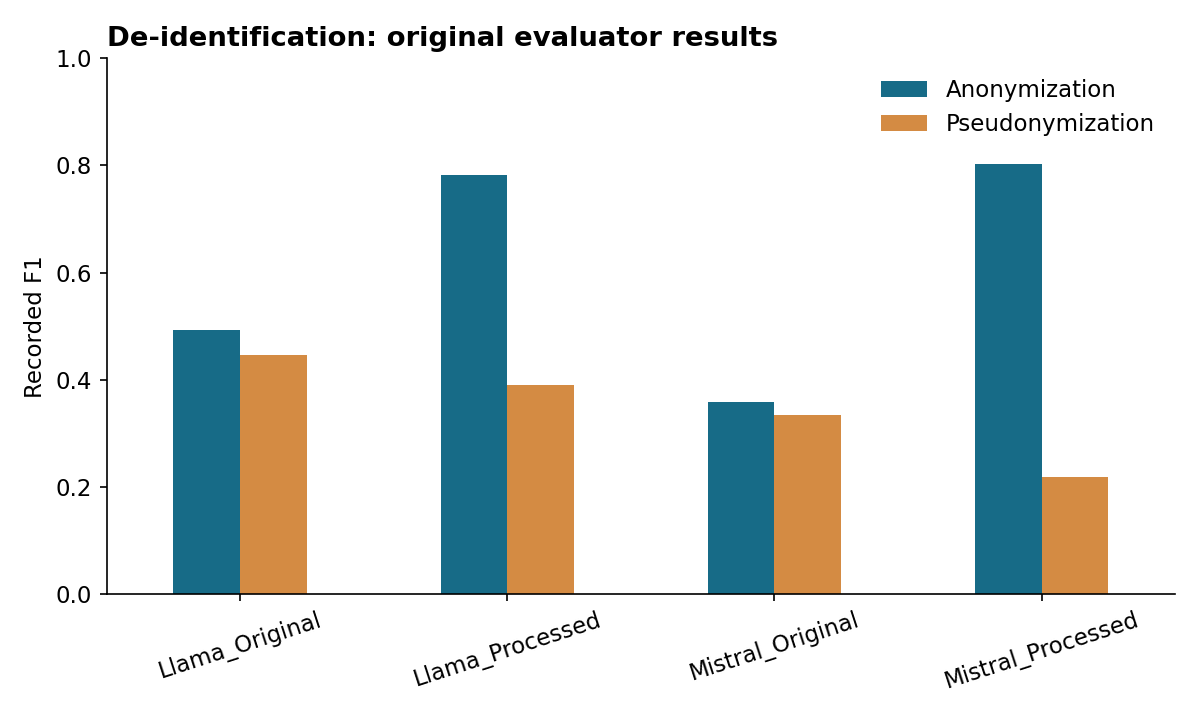 De-identification: original evaluator results
Anonymization
Pseudonymization
Recorded F1
1.0
0.8
0.6
0.4
0.2
0.0
Llama_Original
Llama_Processed
Mistral_Original
Mistral_Processed